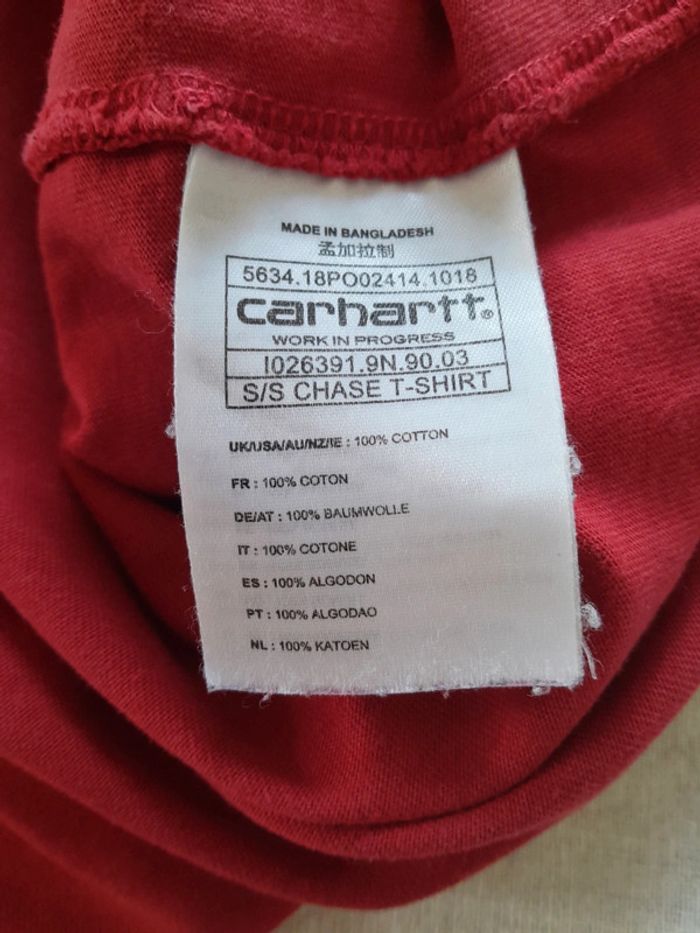 MADE IN BANGLADESH
孟加拉制
5634.18PO02414.1018
carhartt®
WORK IN PROGRESS
I026391.9N.90.03
S/S CHASE T-SHIRT
UK/USA/AU/NZ/IE : 100% COTTON
FR : 100% COTON
DE/AT : 100% BAUMWOLLE
IT : 100% COTONE
ES : 100% ALGODON
PT : 100% ALGODAO
NL : 100% KATOEN